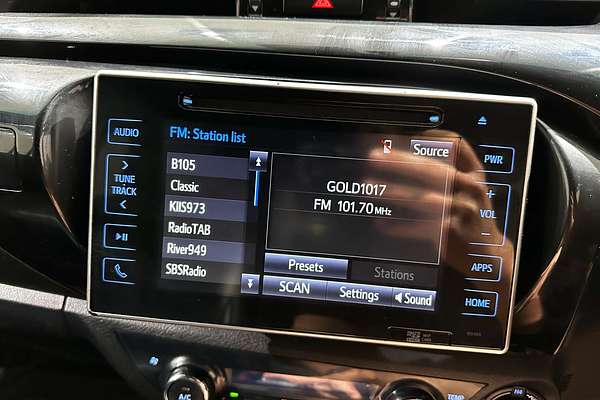 AUDIO
FM: Station list
Source
PWR
B105
Classic
KIIS973
RadioTAB
River949
SBSRadio
GOLD1017
FM 101.70 MHz
TUNE
TRACK
+
VOL
-
Presets
Stations
APPS
SCAN
Settings
Sound
HOME
A/C
TEMP